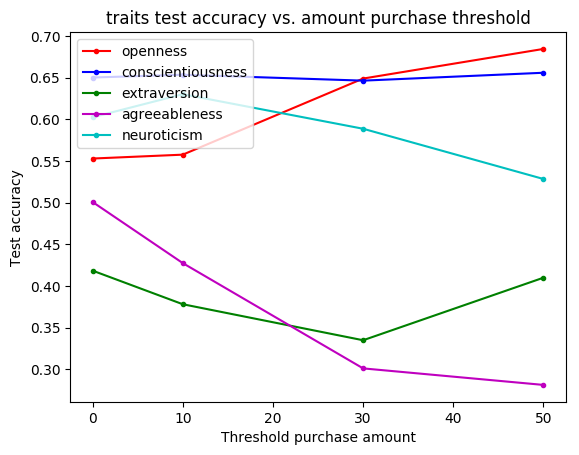 traits test accuracy vs. amount purchase threshold
0.70
0.65
0.60
0.55
0.50
0.45
0.40
0.35
0.30
Test accuracy
openness
conscientiousness
extraversion
agreeableness
neuroticism
0 10 20 30 40 50
Threshold purchase amount